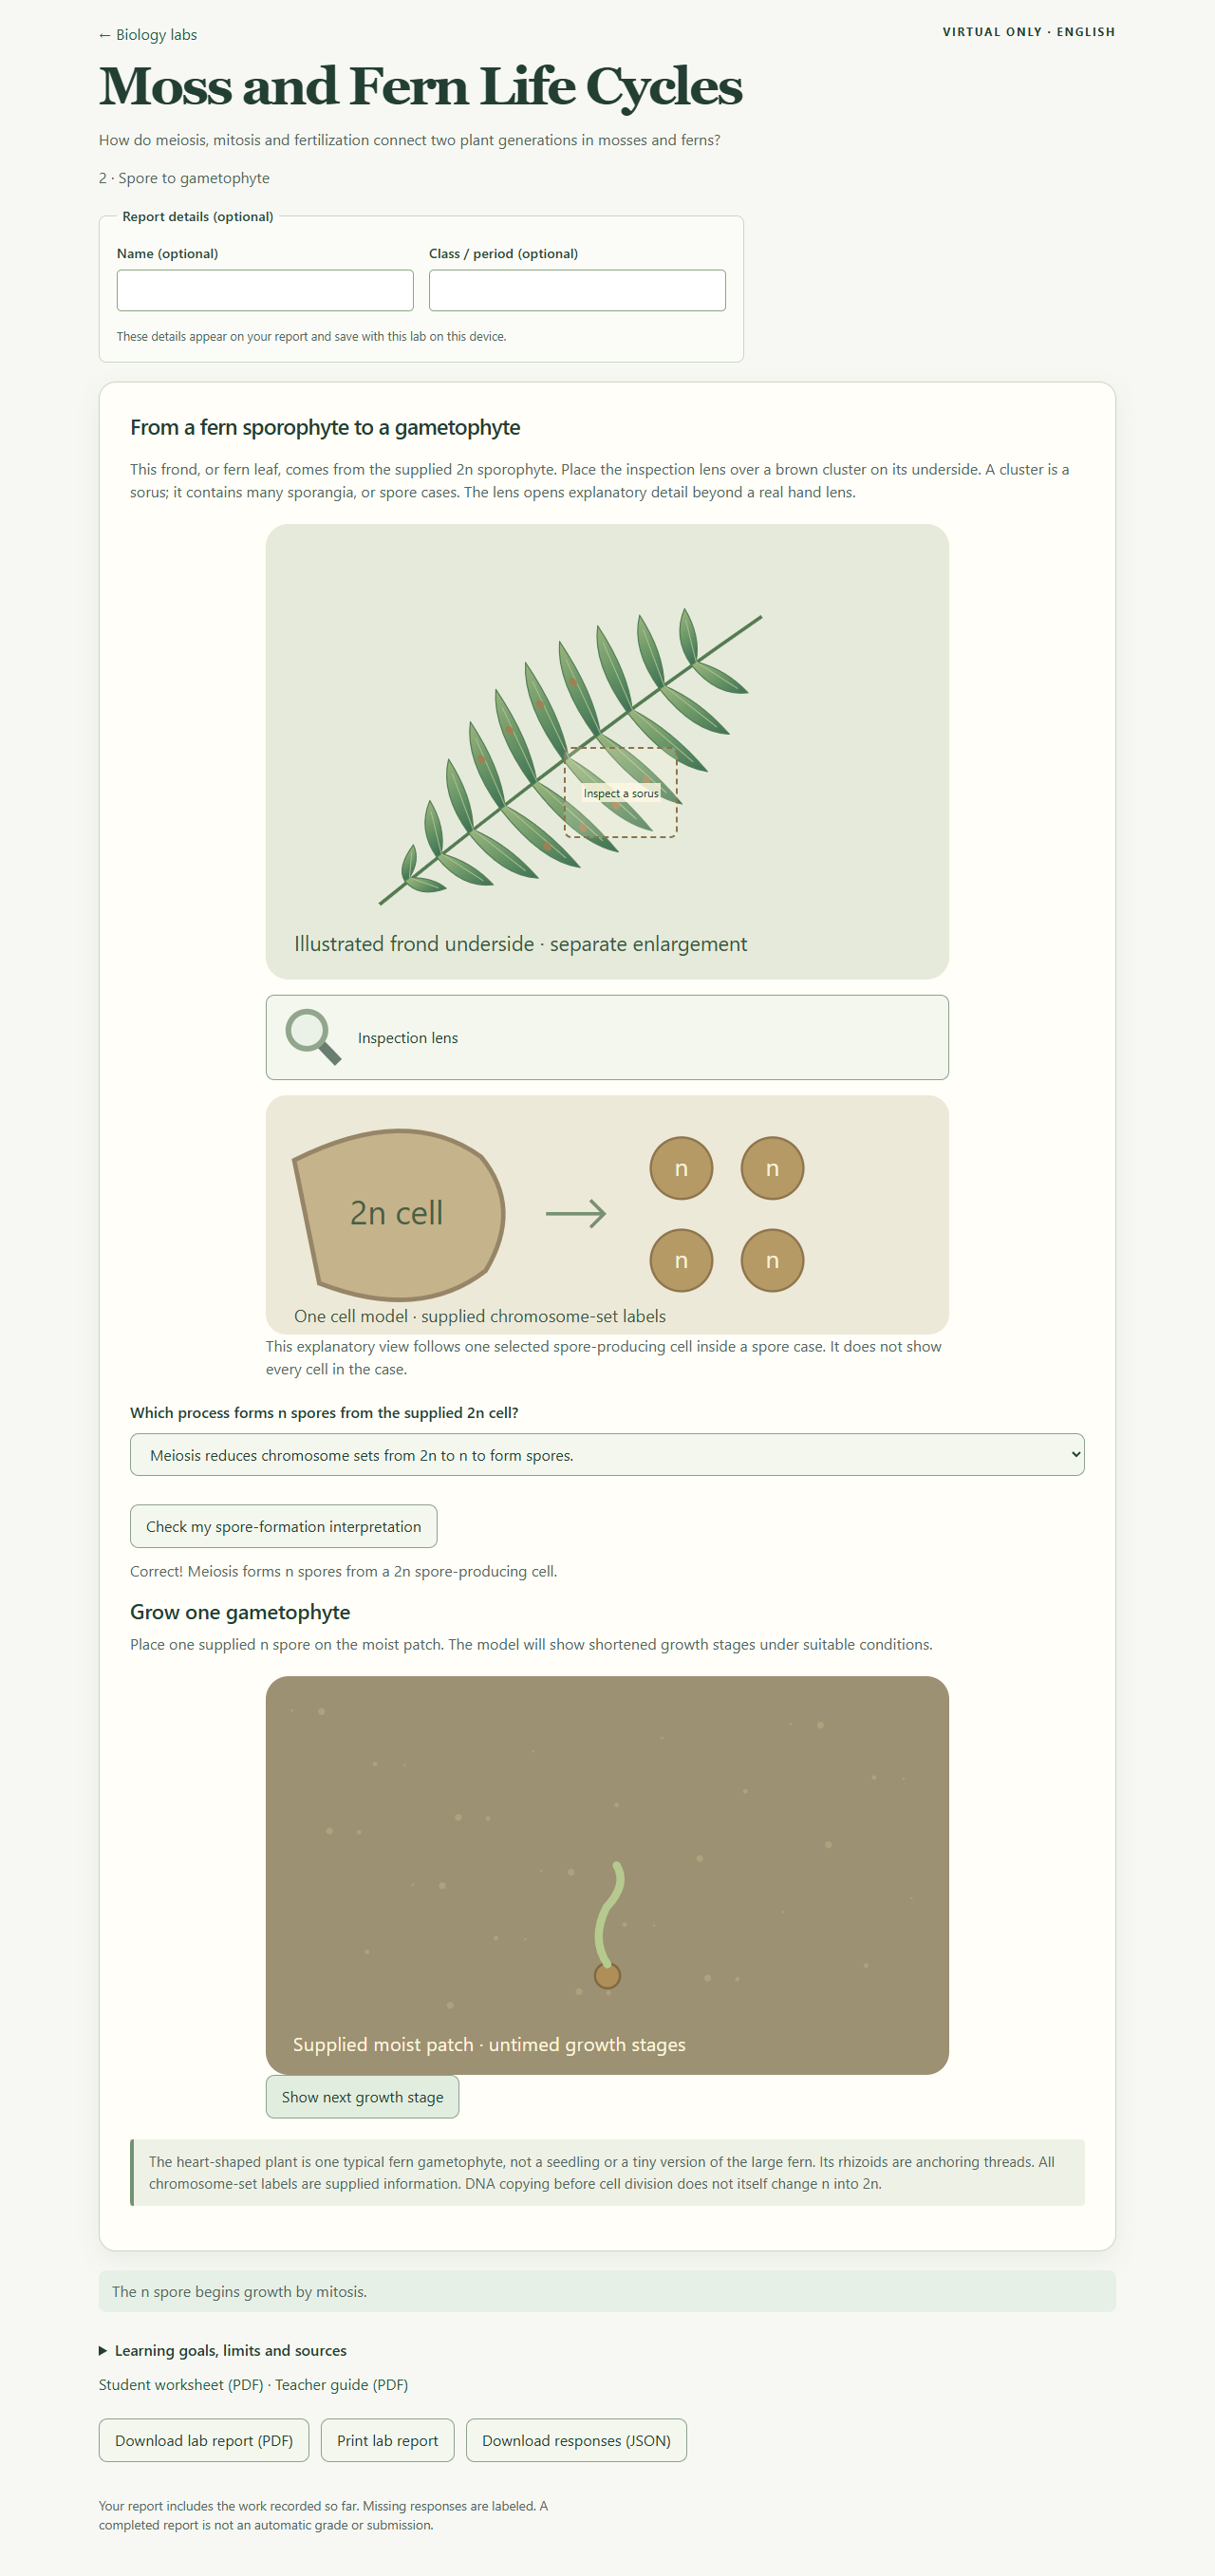 ← Biology labs
VIRTUAL ONLY · ENGLISH
Moss and Fern Life Cycles
How do meiosis, mitosis and fertilization connect two plant generations in mosses and ferns?
2 · Spore to gametophyte
Report details (optional)
Name (optional)
Class / period (optional)
These details appear on your report and save with this lab on this device.
From a fern sporophyte to a gametophyte
This frond, or fern leaf, comes from the supplied 2n sporophyte. Place the inspection lens over a brown cluster on its underside. A cluster is a
sorus; it contains many sporangia, or spore cases. The lens opens explanatory detail beyond a real hand lens.
Inspect a sorus
Illustrated frond underside · separate enlargement
Inspection lens
2n cell
n
n
n
n
One cell model · supplied chromosome-set labels
This explanatory view follows one selected spore-producing cell inside a spore case. It does not show
every cell in the case.
Which process forms n spores from the supplied 2n cell?
Meiosis reduces chromosome sets from 2n to n to form spores.
Check my spore-formation interpretation
Correct! Meiosis forms n spores from a 2n spore-producing cell.
Grow one gametophyte
Place one supplied n spore on the moist patch. The model will show shortened growth stages under suitable conditions.
Supplied moist patch · untimed growth stages
Show next growth stage
The heart-shaped plant is one typical fern gametophyte, not a seedling or a tiny version of the large fern. Its rhizoids are anchoring threads. All
chromosome-set labels are supplied information. DNA copying before cell division does not itself change n into 2n.
The n spore begins growth by mitosis.
▶ Learning goals, limits and sources
Student worksheet (PDF) · Teacher guide (PDF)
Download lab report (PDF)
Print lab report
Download responses (JSON)
Your report includes the work recorded so far. Missing responses are labeled. A
completed report is not an automatic grade or submission.